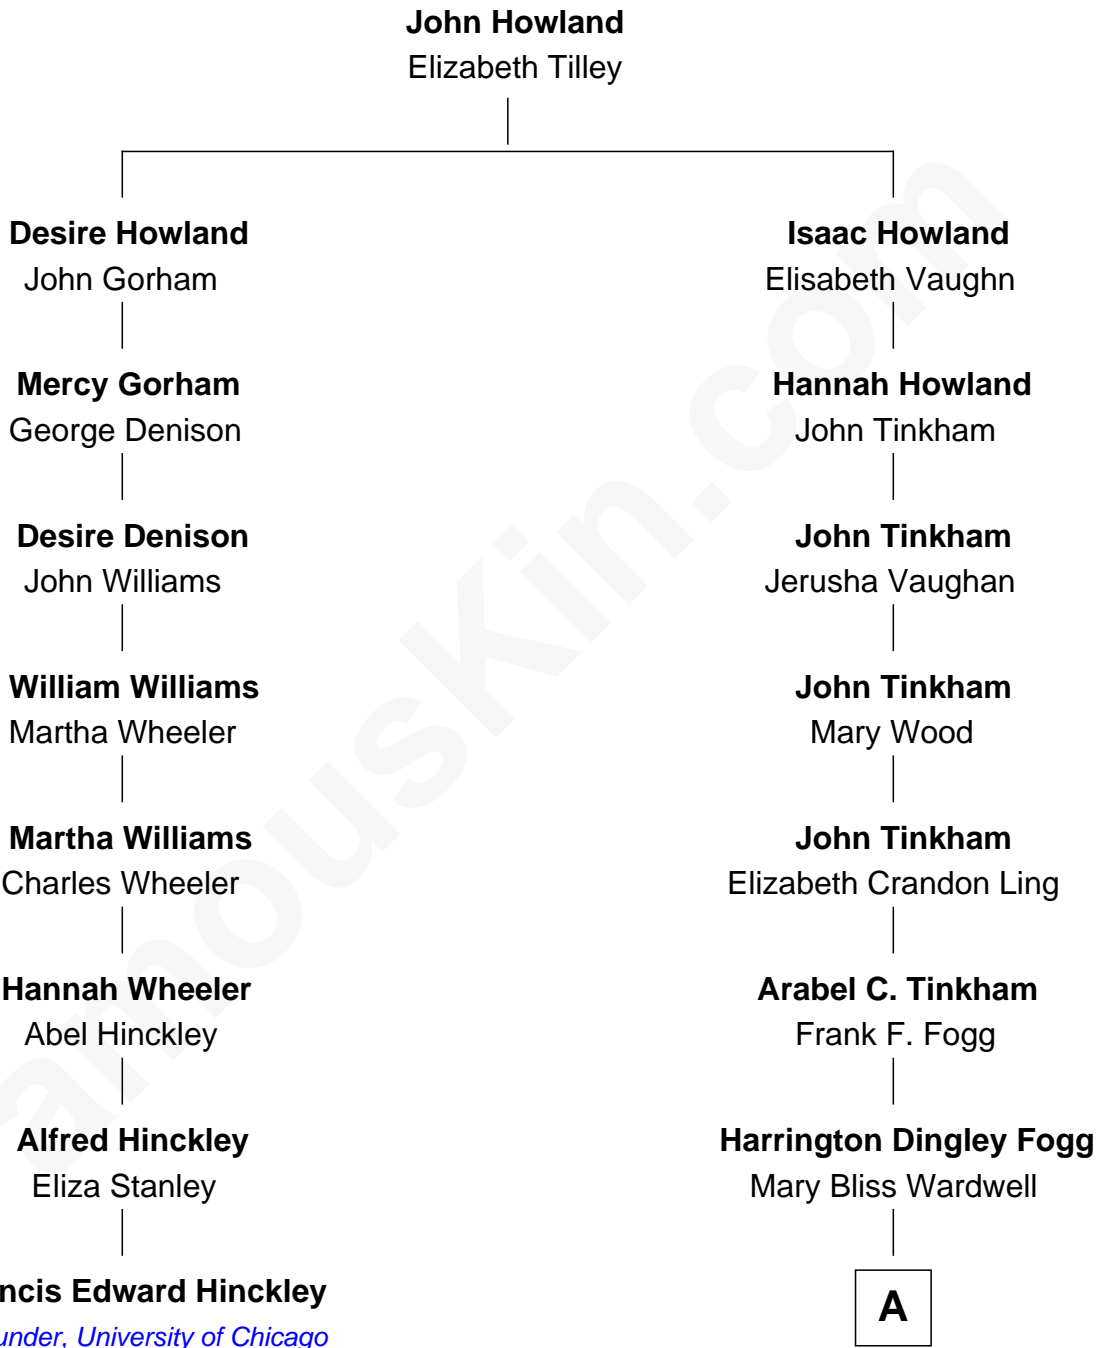 John Howland
Elizabeth Tilley
Desire Howland
John Gorham
Isaac Howland
Elisabeth Vaughn
Mercy Gorham
George Denison
Hannah Howland
John Tinkham
Desire Denison
John Williams
John Tinkham
Jerusha Vaughan
William Williams
Martha Wheeler
John Tinkham
Mary Wood
Martha Williams
Charles Wheeler
John Tinkham
Elizabeth Crandon Ling
Hannah Wheeler
Abel Hinckley
Arabel C. Tinkham
Frank F. Fogg
Alfred Hinckley
Eliza Stanley
Harrington Dingley Fogg
Mary Bliss Wardwell
ncis Edward Hinckley
under, University of Chicago
A
amouskin.com